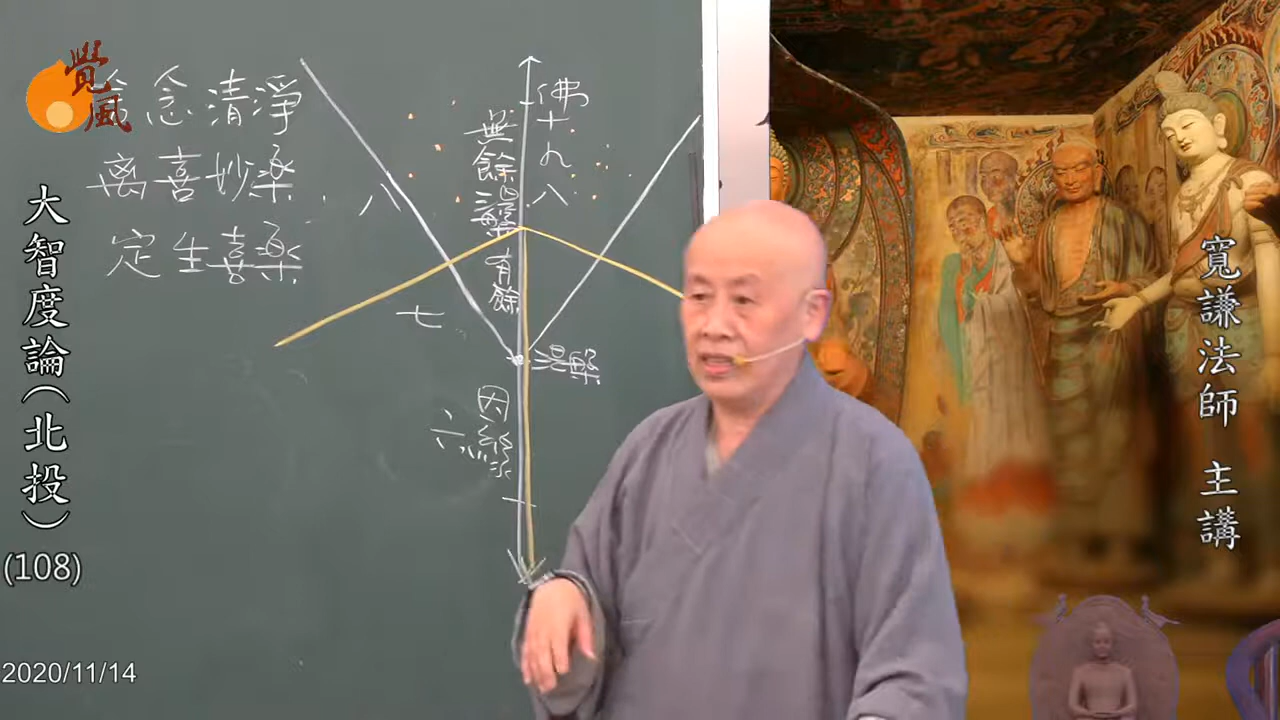 覺風
大智度論(北投)
(108)
2020/11/14
念清淨
离喜妙樂
定生喜樂
八
七
六
無餘涅槃
有餘
佛
十
九
八
涅槃
因緣
寬謙法師 主講